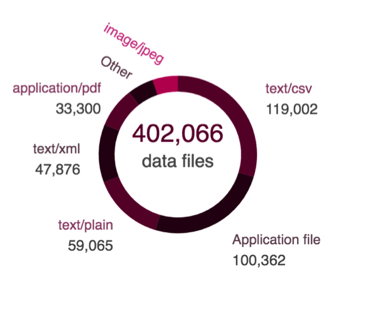 image/jpeg
Other
application/pdf
33,300
text/csv
119,002
402,066
data files
text/xml
47,876
text/plain
59,065
Application file
100,362